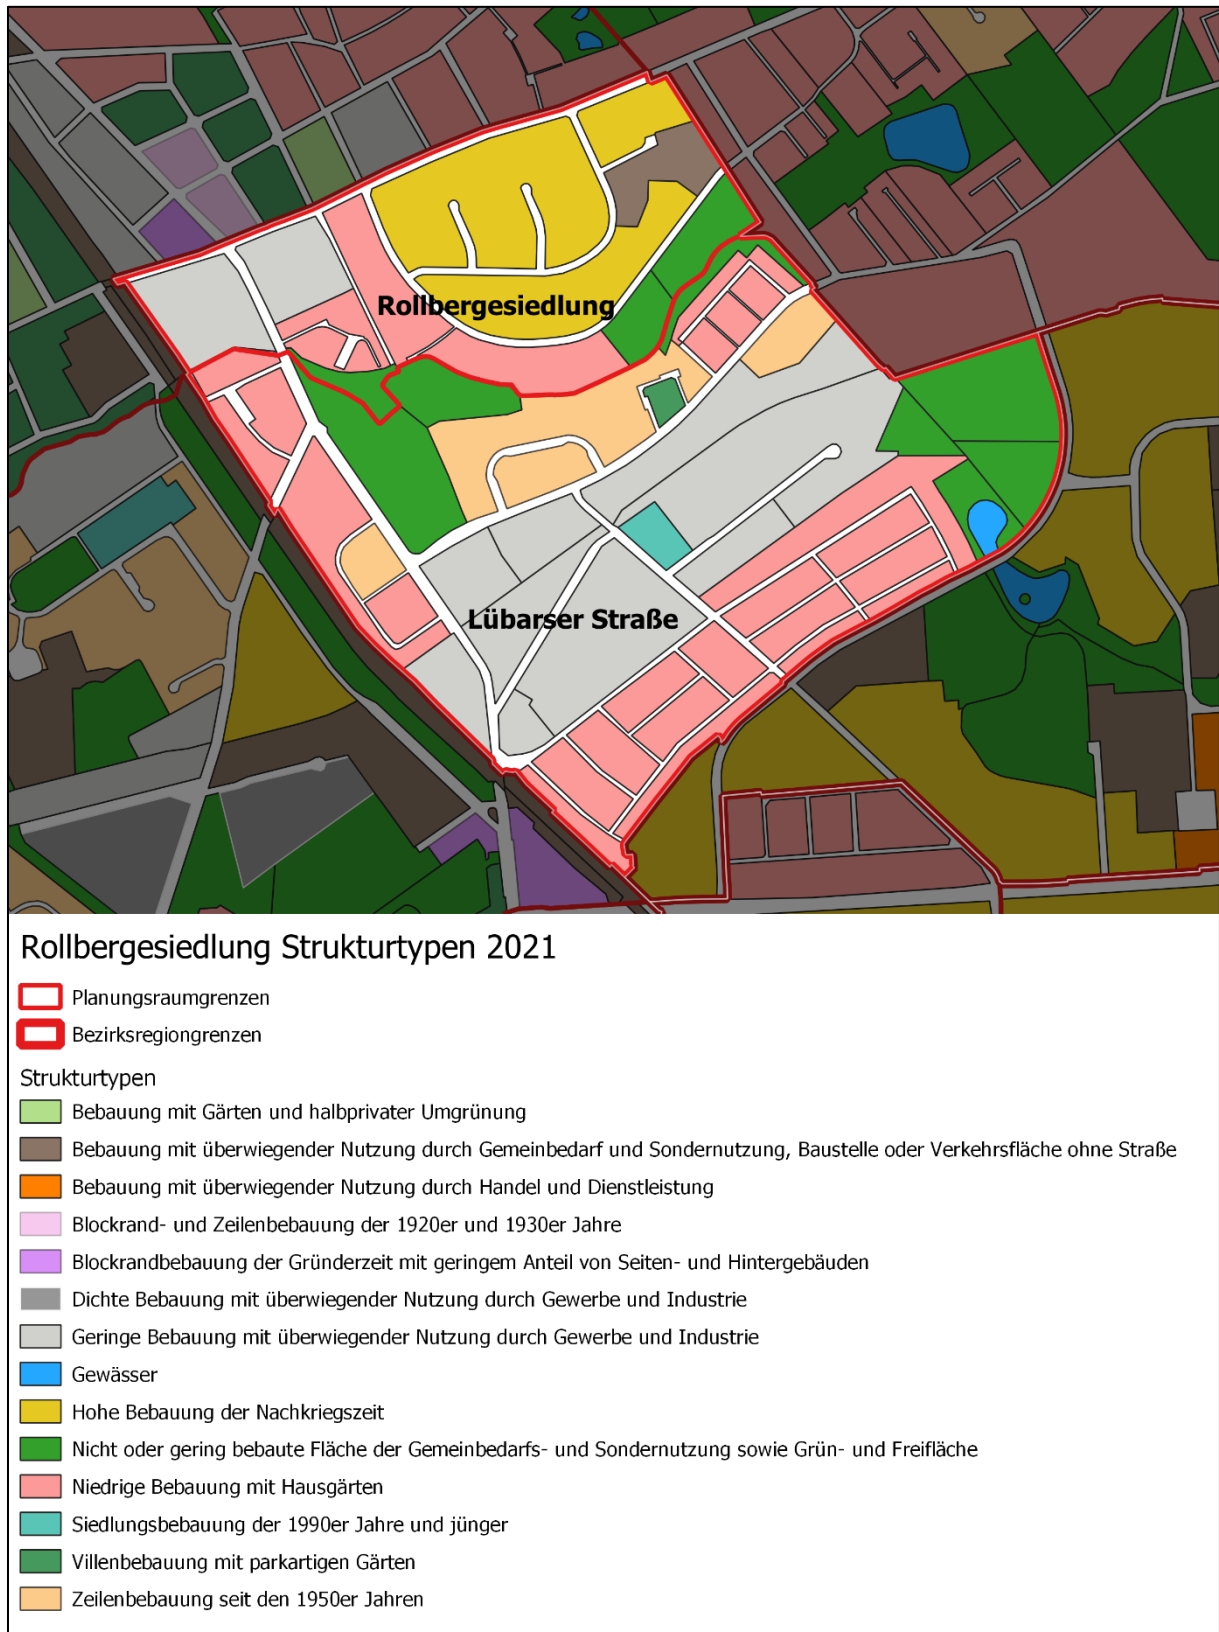 Rollbergesiedlung
Lübarser Straße
Rollbergesiedlung Strukturtypen 2021
Planungsraumgrenzen
Bezirksregiongrenzen
Strukturtypen
Bebauung mit Gärten und halbprivater Umgrünung
Bebauung mit überwiegender Nutzung durch Gemeinbedarf und Sondernutzung, Baustelle oder Verkehrsfläche ohne Straße
Bebauung mit überwiegender Nutzung durch Handel und Dienstleistung
Blockrand- und Zeilenbebauung der 1920er und 1930er Jahre
Blockrandbebauung der Gründerzeit mit geringem Anteil von Seiten- und Hintergebäuden
Dichte Bebauung mit überwiegender Nutzung durch Gewerbe und Industrie
Geringe Bebauung mit überwiegender Nutzung durch Gewerbe und Industrie
Gewässer
Hohe Bebauung der Nachkriegszeit
Nicht oder gering bebaute Fläche der Gemeinbedarfs- und Sondernutzung sowie Grün- und Freifläche
Niedrige Bebauung mit Hausgärten
Siedlungsbebauung der 1990er Jahre und jünger
Villenbebauung mit parkartigen Gärten
Zeilenbebauung seit den 1950er Jahren